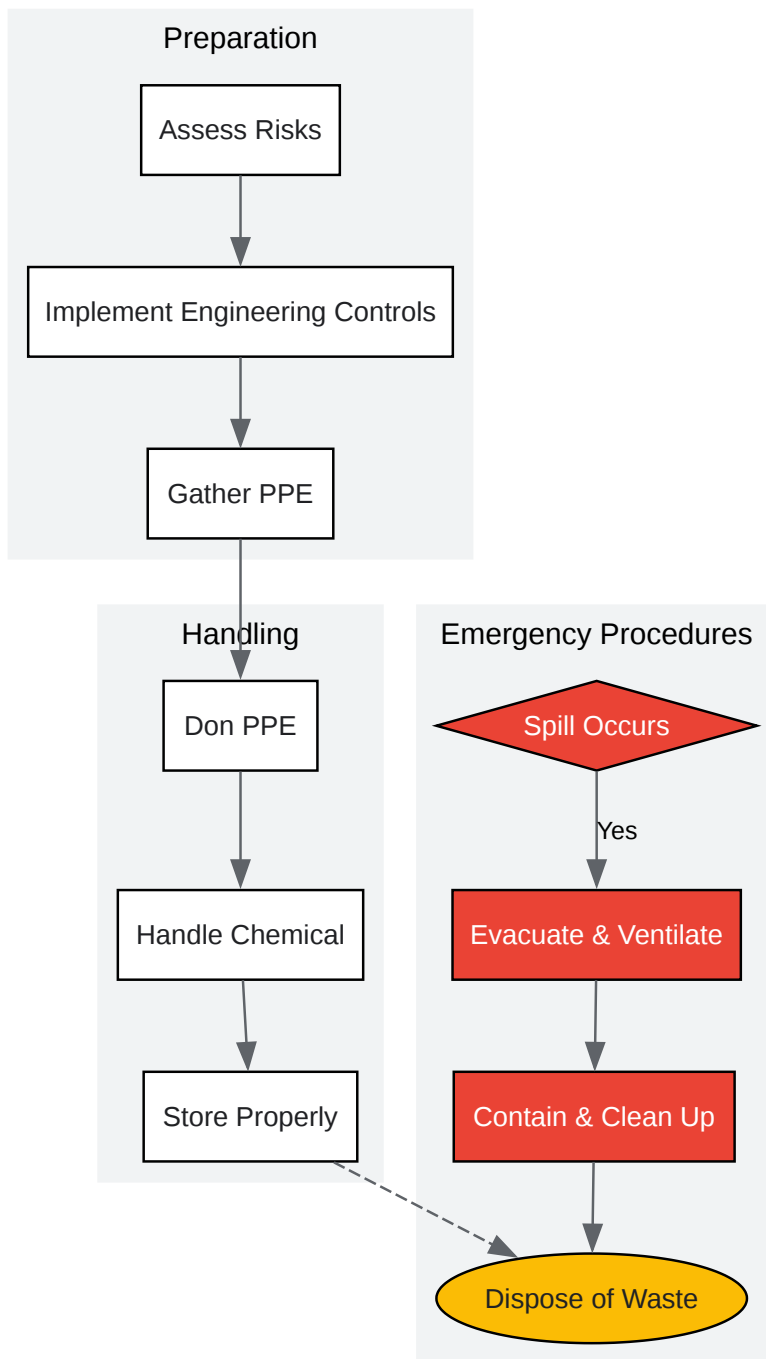 Preparation
Assess Risks
Implement Engineering Controls
Gather PPE
Handling
Don PPE
Handle Chemical
Store Properly
Emergency Procedures
Spill Occurs
Yes
Evacuate & Ventilate
Contain & Clean Up
Dispose of Waste